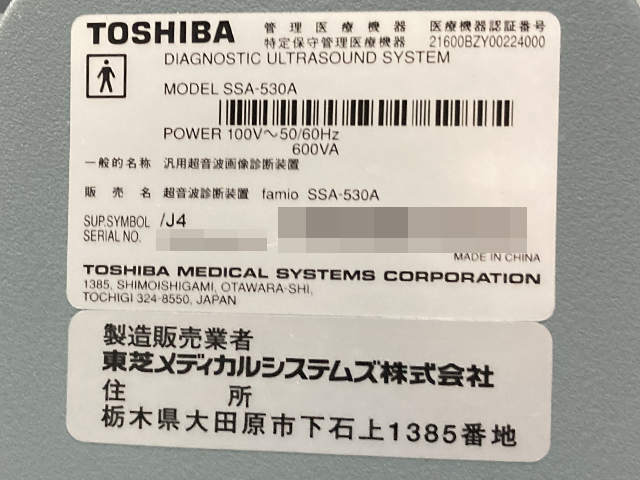 TOSHIBA 管理医療機器 医療機器認証番号
特定保守管理医療機器 21600BZY00224000
DIAGNOSTIC ULTRASOUND SYSTEM
MODEL SSA-530A
POWER 100V～50/60Hz
600VA
一般的名称 汎用超音波画像診断装置
販売名 超音波診断装置 famio SSA-530A
SUP.SYMBOL /J4
SERIAL NO.
MADE IN CHINA
TOSHIBA MEDICAL SYSTEMS CORPORATION
1385, SHIMOISHIGAMI, OTAWARA-SHI,
TOCHIGI 324-8550, JAPAN
製造販売業者
東芝メディカルシステムズ株式会社
住所
栃木県大田原市下石上1385番地